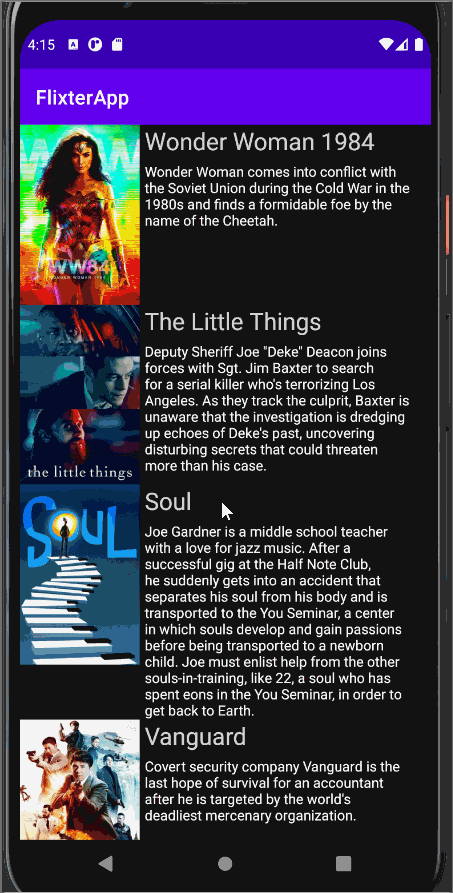 4:15
FlixterApp
Wonder Woman 1984
Wonder Woman comes into conflict with
the Soviet Union during the Cold War in the
1980s and finds a formidable foe by the
name of the Cheetah.
WW84
WONDER WOMAN 1984
The Little Things
Deputy Sheriff Joe "Deke" Deacon joins
forces with Sgt. Jim Baxter to search
for a serial killer who's terrorizing Los
Angeles. As they track the culprit, Baxter is
unaware that the investigation is dredging
up echoes of Deke's past, uncovering
disturbing secrets that could threaten
more than his case.
the little things
Soul
Joe Gardner is a middle school teacher
with a love for jazz music. After a
successful gig at the Half Note Club,
he suddenly gets into an accident that
separates his soul from his body and is
transported to the You Seminar, a center
in which souls develop and gain passions
before being transported to a newborn
child. Joe must enlist help from the other
souls-in-training, like 22, a soul who has
spent eons in the You Seminar, in order to
get back to Earth.
SOUL
Vanguard
Covert security company Vanguard is the
last hope of survival for an accountant
after he is targeted by the world's
deadliest mercenary organization.